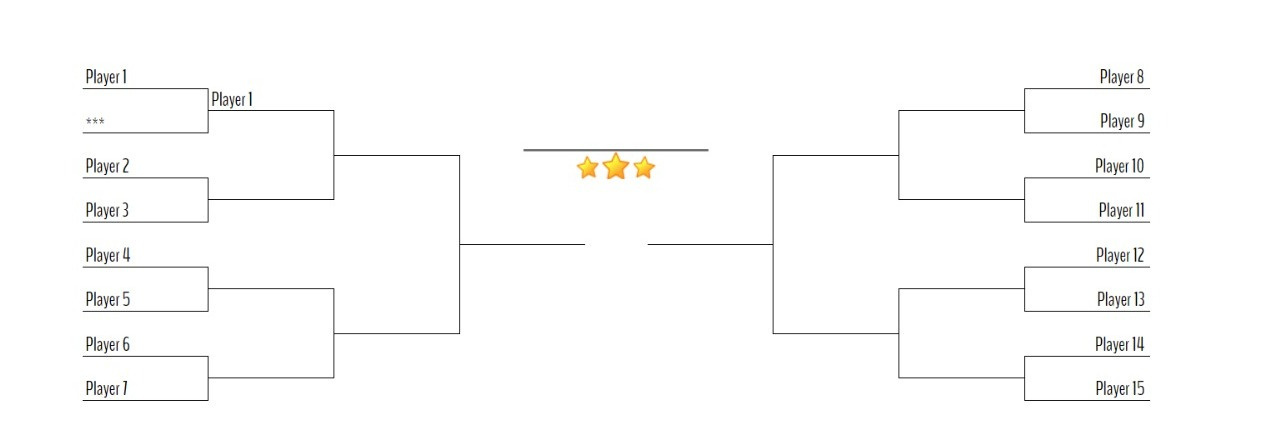 Player 1
Player 1
***
Player 2
Player 3
Player 4
Player 5
Player 6
Player 7
Player 8
Player 9
Player 10
Player 11
Player 12
Player 13
Player 14
Player 15